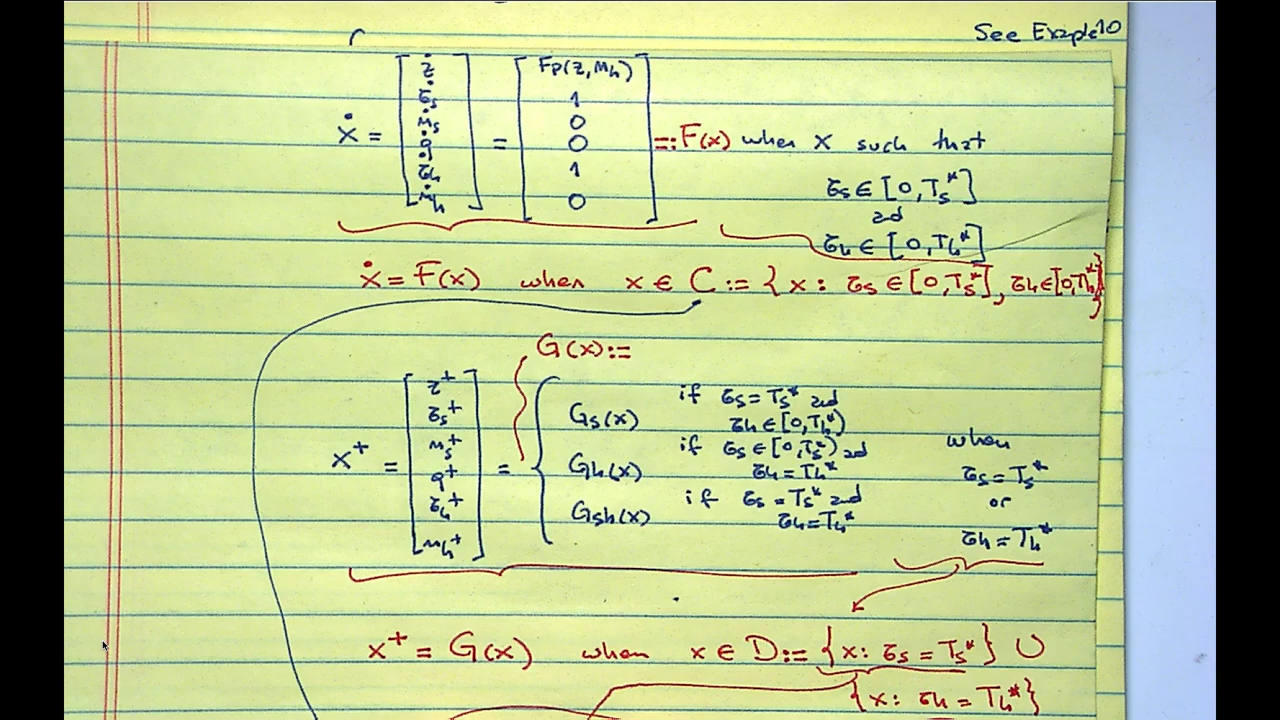 See Exaple 10
ẋ = [ż τ̇s ṁs q̇ τ̇h ṁh] = [Fp(z, mh) 1 0 0 1 0] =: F(x) when x such that
τs ∈ [0, Ts*]
and
τh ∈ [0, Th*]
ẋ = F(x) when x ∈ C := {x: τs ∈ [0, Ts*], τh ∈ [0, Th*]}
G(x) :=
x⁺ = [z⁺ τs⁺ ms⁺ q⁺ τh⁺ mh⁺] = {
Gs(x) if τs = Ts* and
τh ∈ [0, Th*)
Gh(x) if τs ∈ [0, Ts*) and
τh = Th*
Gsh(x) if τs = Ts* and
τh = Th*
when
τs = Ts*
or
τh = Th*
x⁺ = G(x) when x ∈ D := {x: τs = Ts*} ∪
{x: τh = Th*}